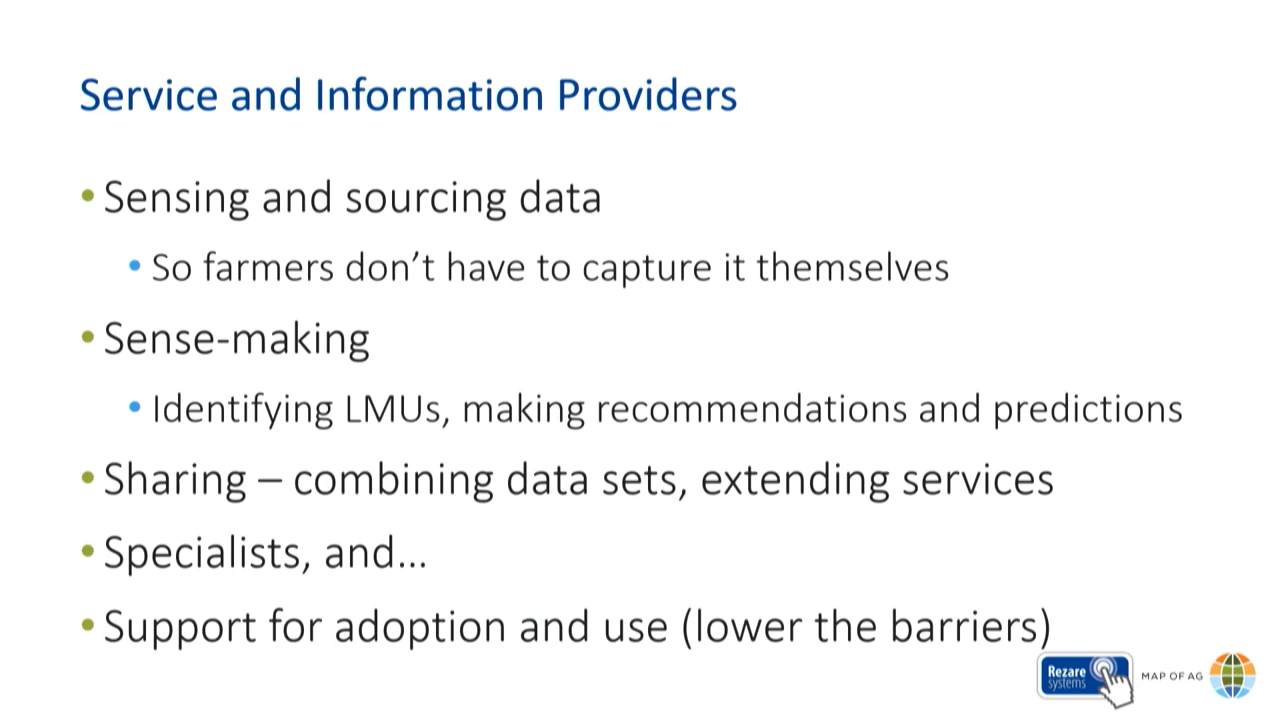 Service and Information Providers
• Sensing and sourcing data
• So farmers don’t have to capture it themselves
• Sense-making
• Identifying LMUs, making recommendations and predictions
• Sharing – combining data sets, extending services
• Specialists, and...
• Support for adoption and use (lower the barriers)
Rezare
systems
MAP OF AG